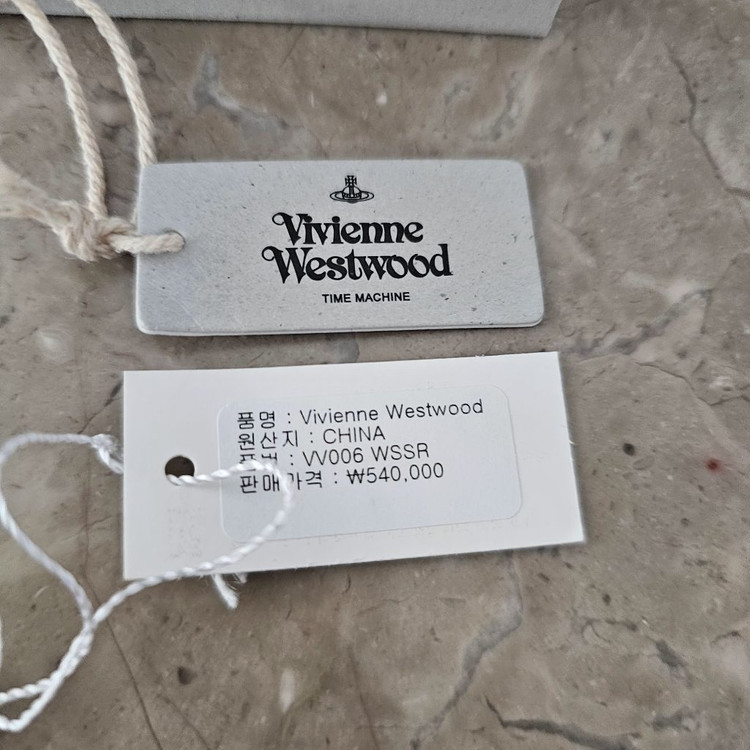 Vivienne
Westwood
TIME MACHINE
품명 : Vivienne Westwood
원산지 : CHINA
: VV006 WSSR
판매가격 : ₩540,000